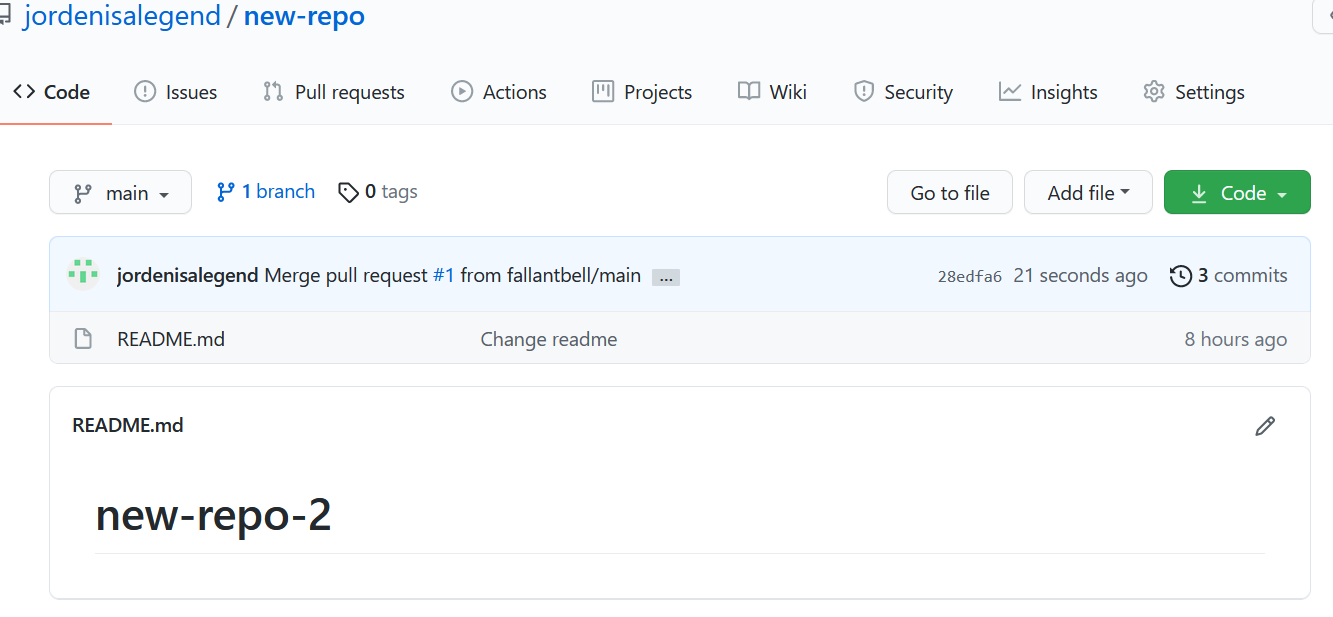 jordenisalegend / new-repo
Code Issues Pull requests Actions Projects Wiki Security Insights Settings
main 1 branch 0 tags Go to file Add file Code
jordenisalegend Merge pull request #1 from fallantbell/main ... 28edfa6 21 seconds ago 3 commits
README.md Change readme 8 hours ago
README.md
new-repo-2